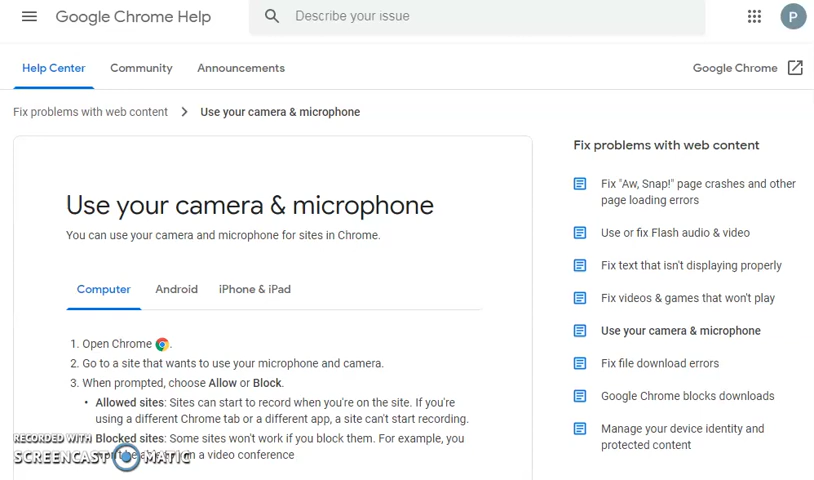 Google Chrome Help
Describe your issue
P
Help Center
Community
Announcements
Google Chrome
Fix problems with web content
Use your camera & microphone
Use your camera & microphone
You can use your camera and microphone for sites in Chrome.
Computer
Android
iPhone & iPad
1. Open Chrome .
2. Go to a site that wants to use your microphone and camera.
3. When prompted, choose Allow or Block.
• Allowed sites: Sites can start to record when you're on the site. If you're
using a different Chrome tab or a different app, a site can't start recording.
Blocked sites: Some sites won't work if you block them. For example, you
in a video conference
RECORDED WITH
SCREENCAST MATIC
Fix problems with web content
Fix "Aw, Snap!" page crashes and other
page loading errors
Use or fix Flash audio & video
Fix text that isn't displaying properly
Fix videos & games that won't play
Use your camera & microphone
Fix file download errors
Google Chrome blocks downloads
Manage your device identity and
protected content